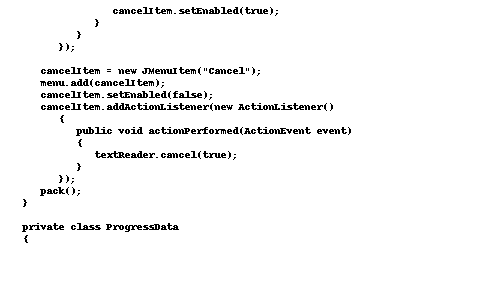 cancelItem.setEnabled(true);
}
}
});
cancelItem = new JMenuItem("Cancel");
menu.add(cancelItem);
cancelItem.setEnabled(false);
cancelItem.addActionListener(new ActionListener()
{
public void actionPerformed(ActionEvent event)
{
textReader.cancel(true);
}
});
pack();
}
private class ProgressData
{